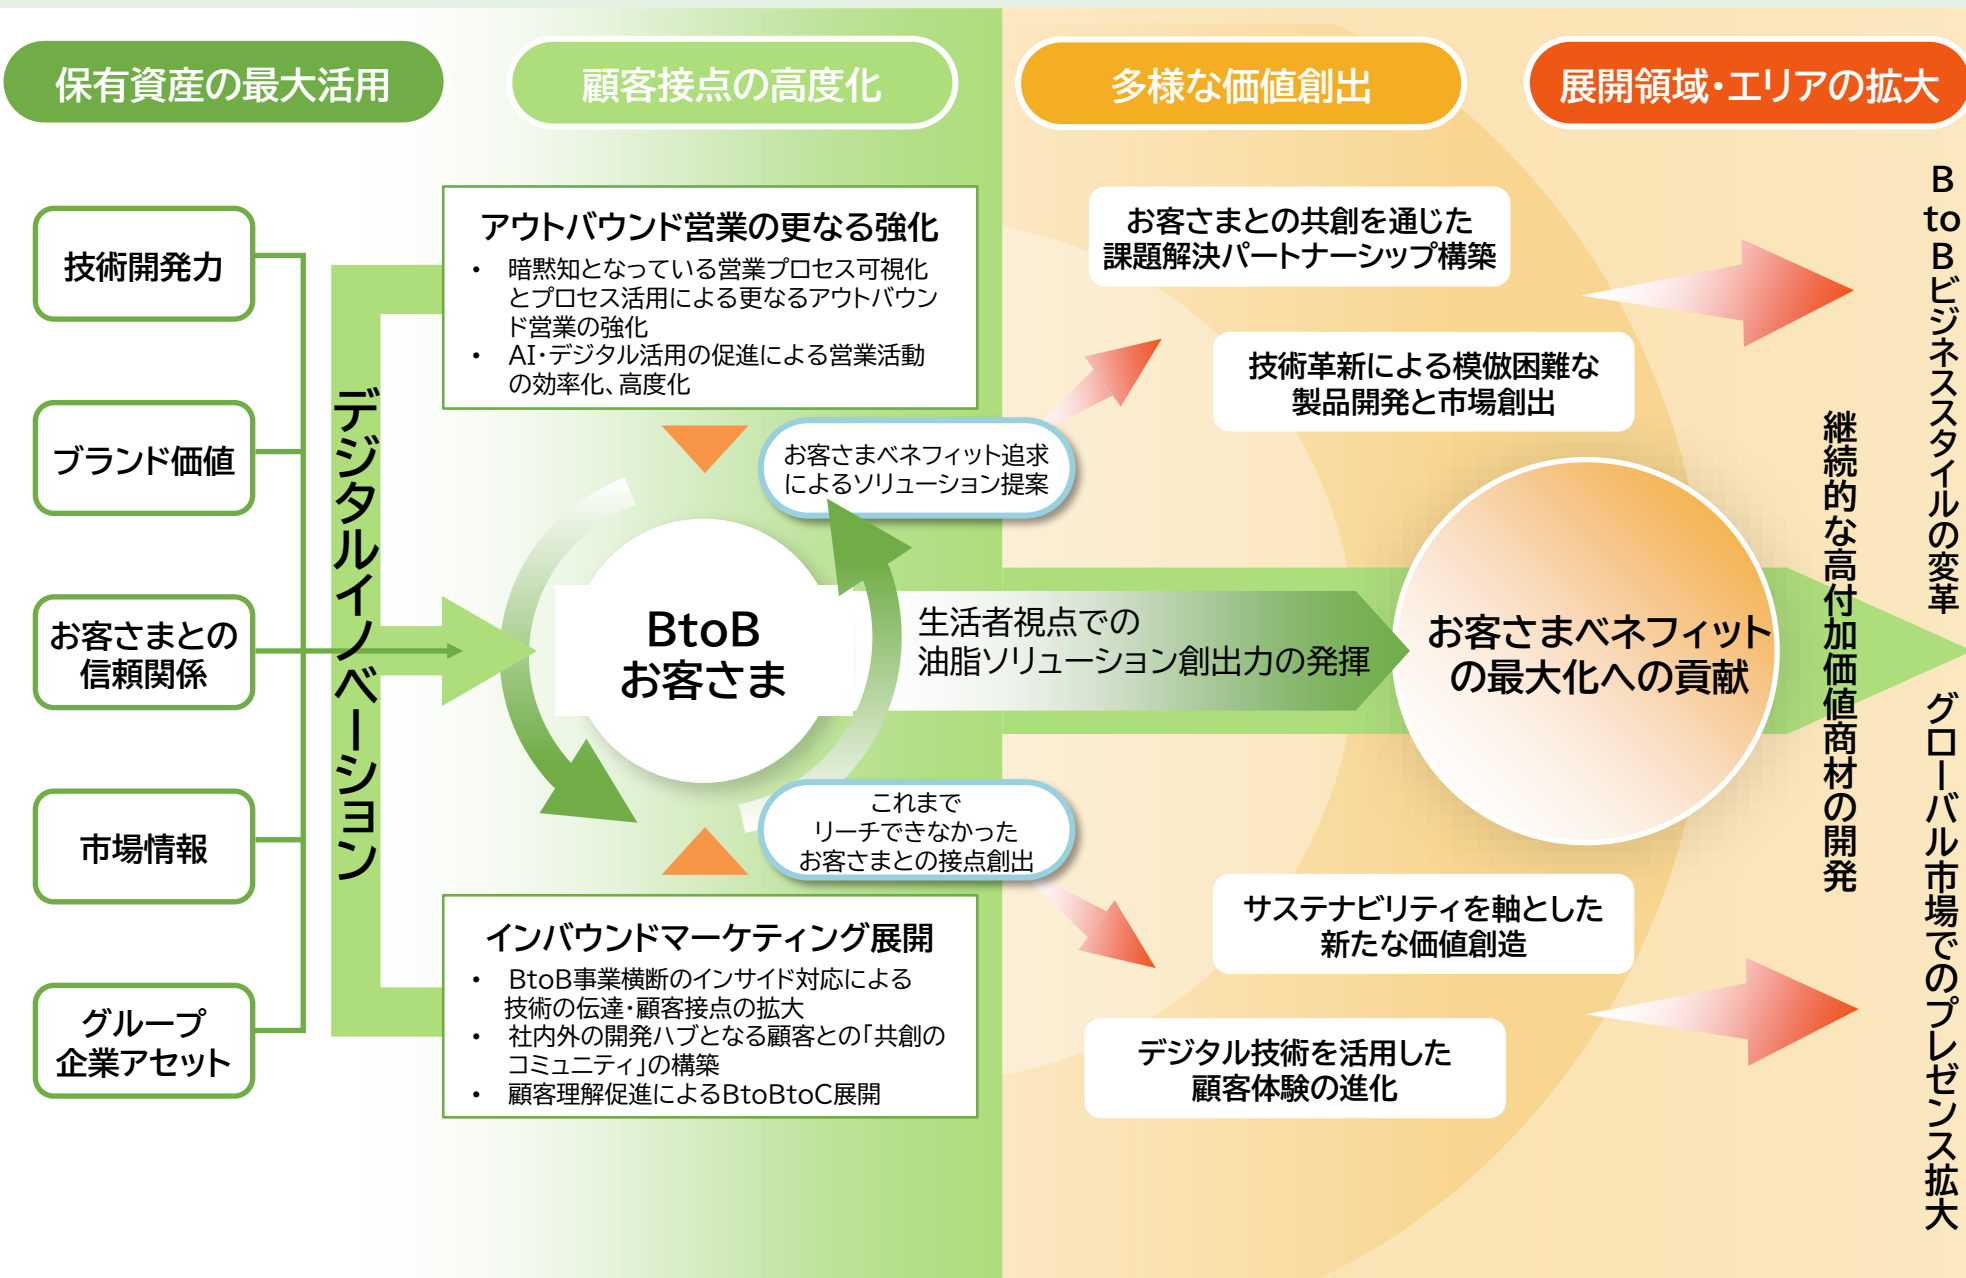 保有資産の最大活用
顧客接点の高度化
多様な価値創出
展開領域・エリアの拡大
技術開発力
ブランド価値
お客さまとの
信頼関係
市場情報
グループ
企業アセット
デジタルイノベーション
アウトバウンド営業の更なる強化
• 暗黙知となっている営業プロセス可視化
とプロセス活用による更なるアウトバウン
ド営業の強化
• AI・デジタル活用の促進による営業活動
の効率化、高度化
お客さまベネフィット追求
によるソリューション提案
BtoB
お客さま
これまで
リーチできなかった
お客さまとの接点創出
インバウンドマーケティング展開
• BtoB事業横断のインサイド対応による
技術の伝達・顧客接点の拡大
• 社内外の開発ハブとなる顧客との「共創の
コミュニティ」の構築
• 顧客理解促進によるBtoBtoC展開
生活者視点での
油脂ソリューション創出力の発揮
お客さまとの共創を通じた
課題解決パートナーシップ構築
技術革新による模倣困難な
製品開発と市場創出
お客さまベネフィット
の最大化への貢献
サステナビリティを軸とした
新たな価値創造
デジタル技術を活用した
顧客体験の進化
継続的な高付加価値商材の開発
BtoBビジネススタイルの変革
グローバル市場でのプレゼンス拡大